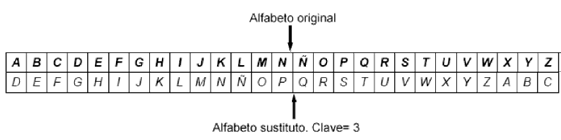 Alfabeto original
A B C D E F G H I J K L M N Ñ O P Q R S T U V W X Y Z
D E F G H I J K L M N Ñ O P Q R S T U V W X Y Z A B C
Alfabeto sustituto. Clave= 3